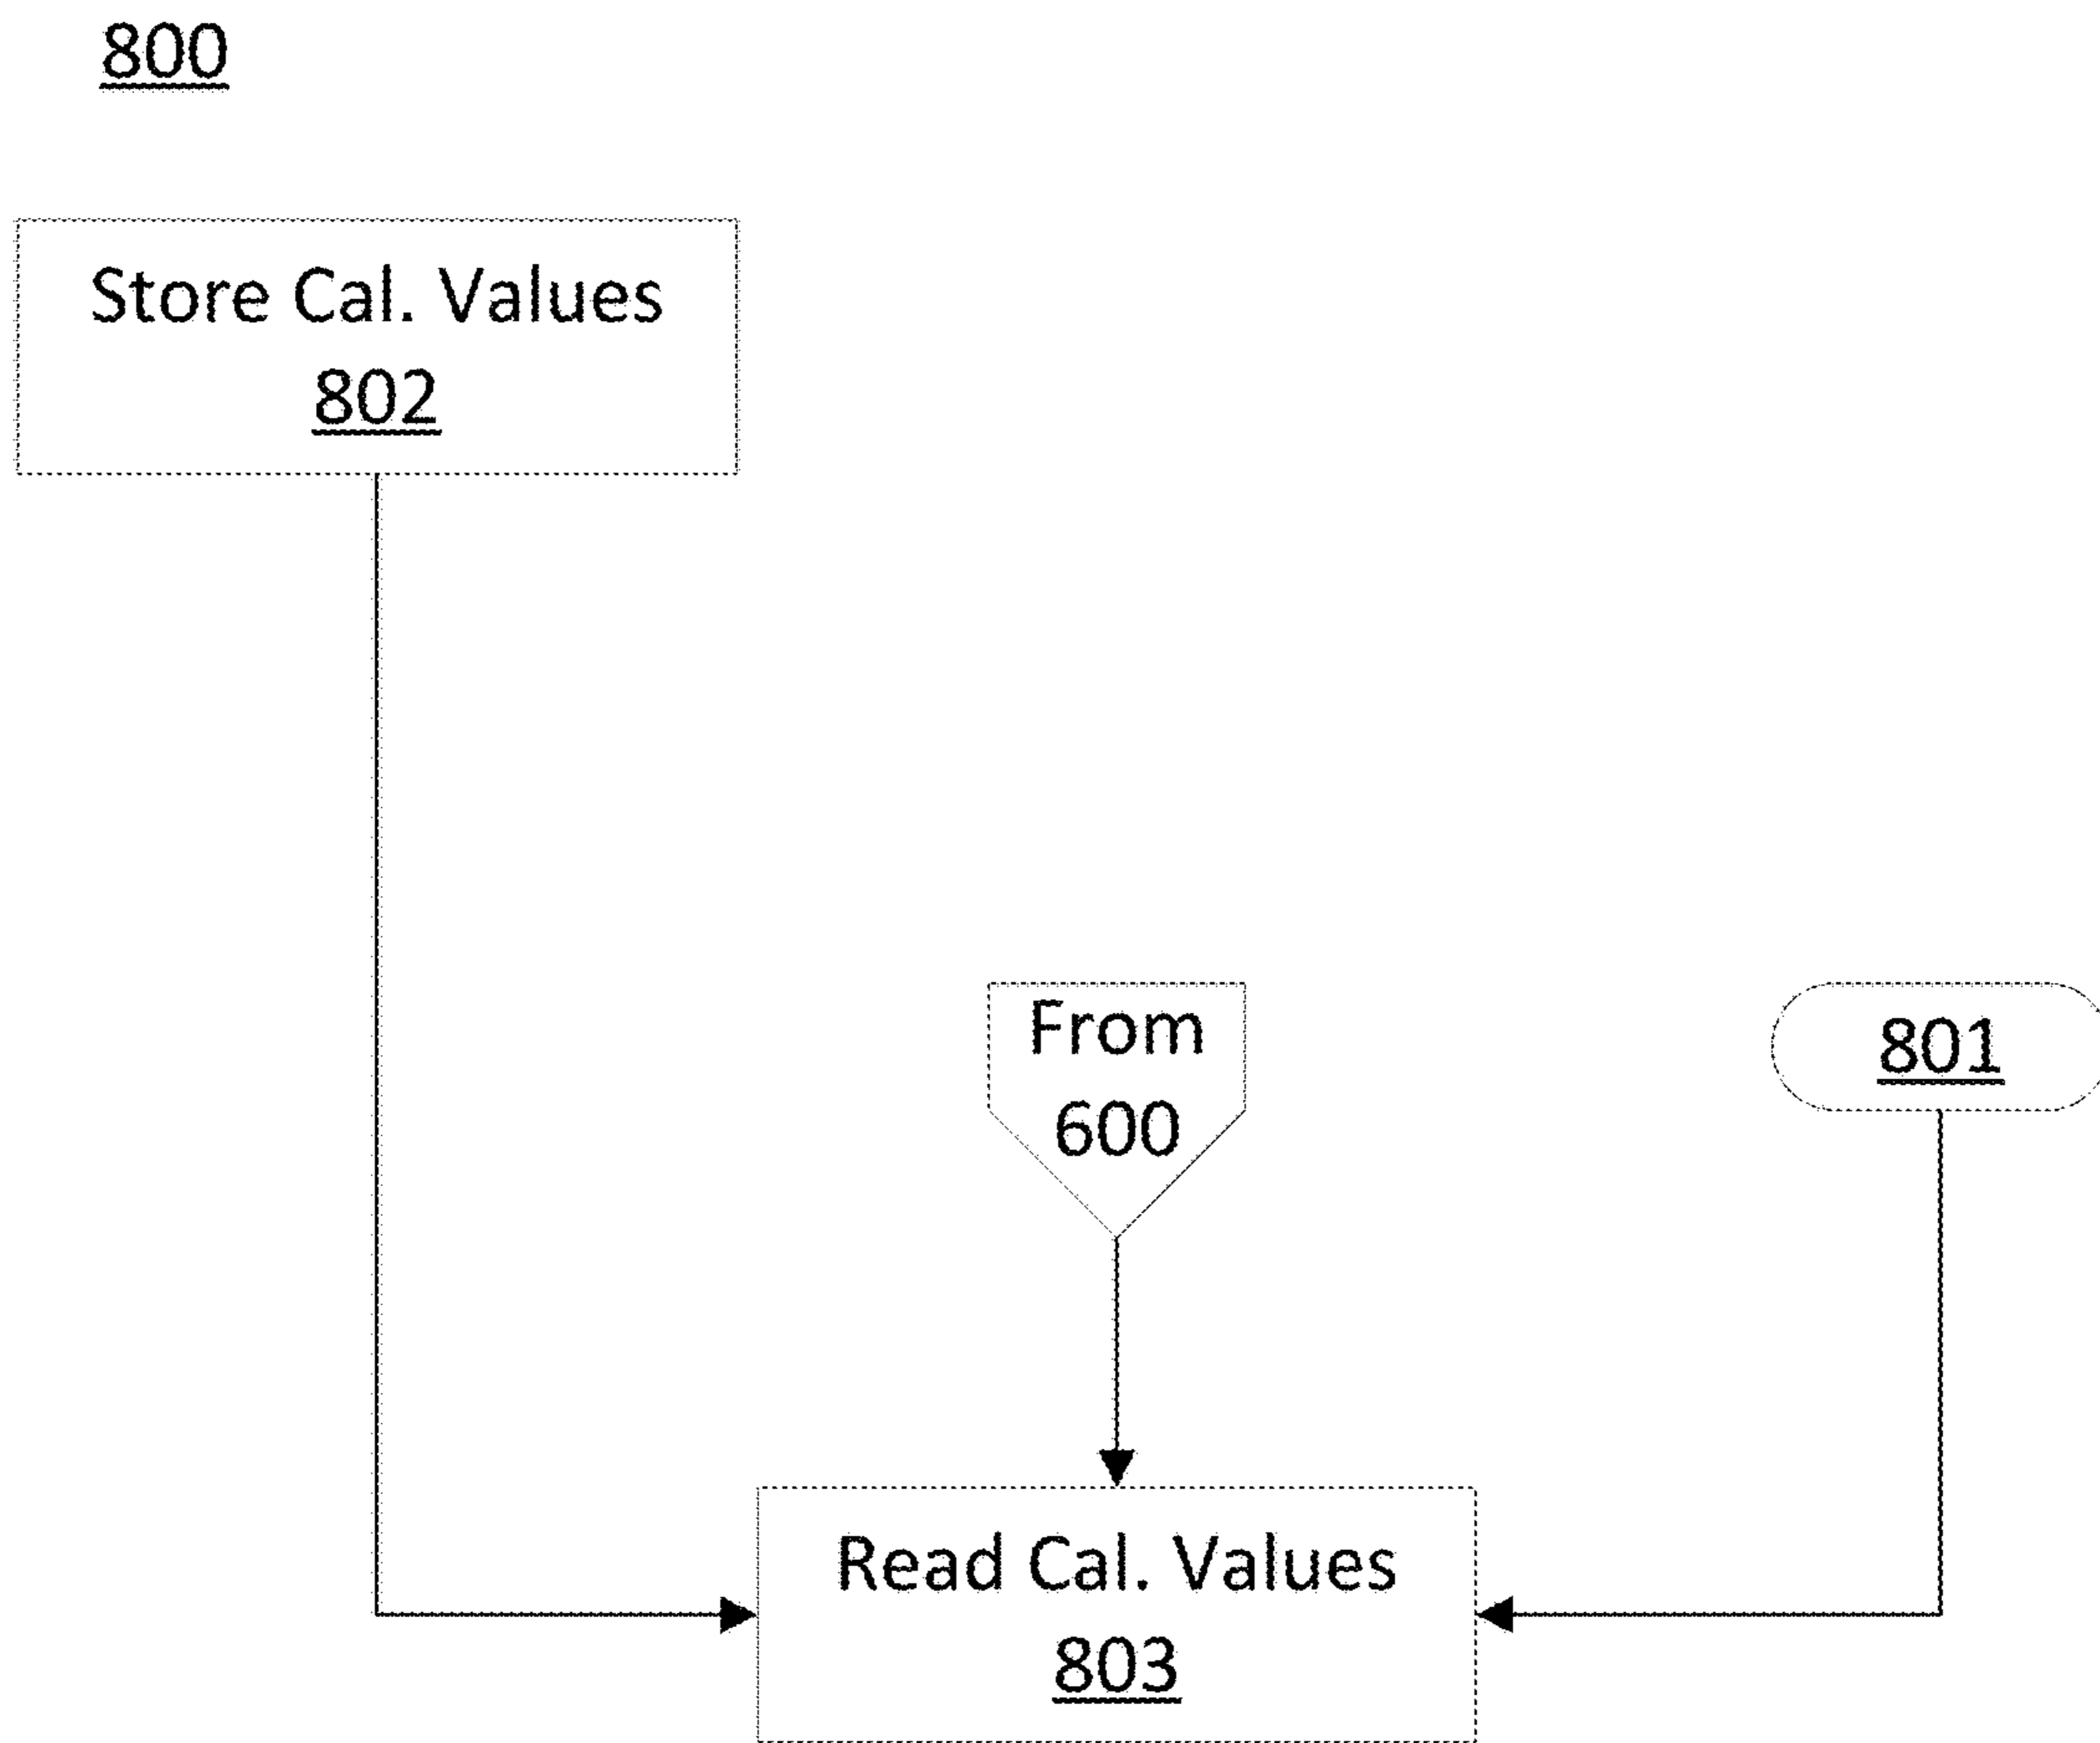 800
Store Cal. Values
802
From
600
801
Read Cal. Values
803